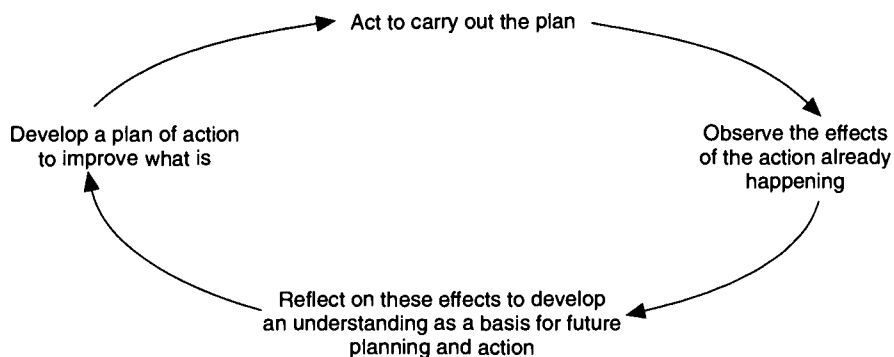 Act to carry out the plan
Develop a plan of action
to improve what is
Observe the effects
of the action already
happening
Reflect on these effects to develop
an understanding as a basis for future
planning and action